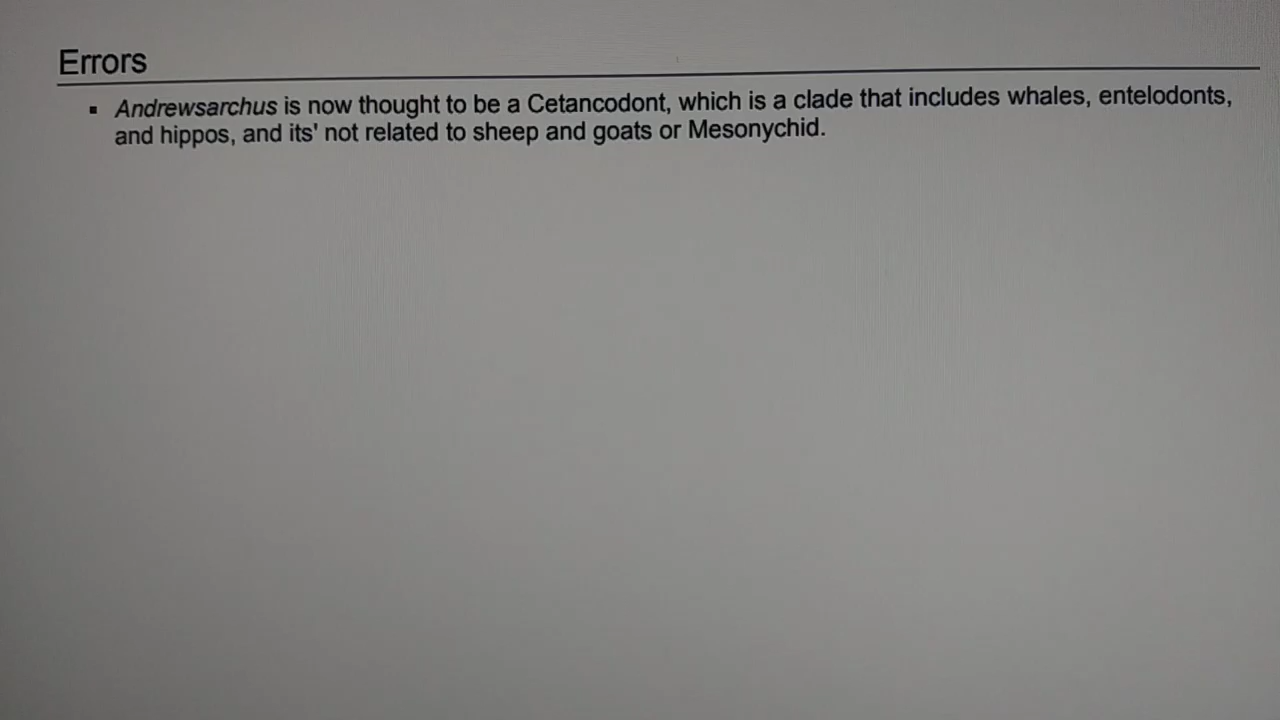 Errors
▪ Andrewsarchus is now thought to be a Cetancodont, which is a clade that includes whales, entelodonts,
and hippos, and its' not related to sheep and goats or Mesonychid.